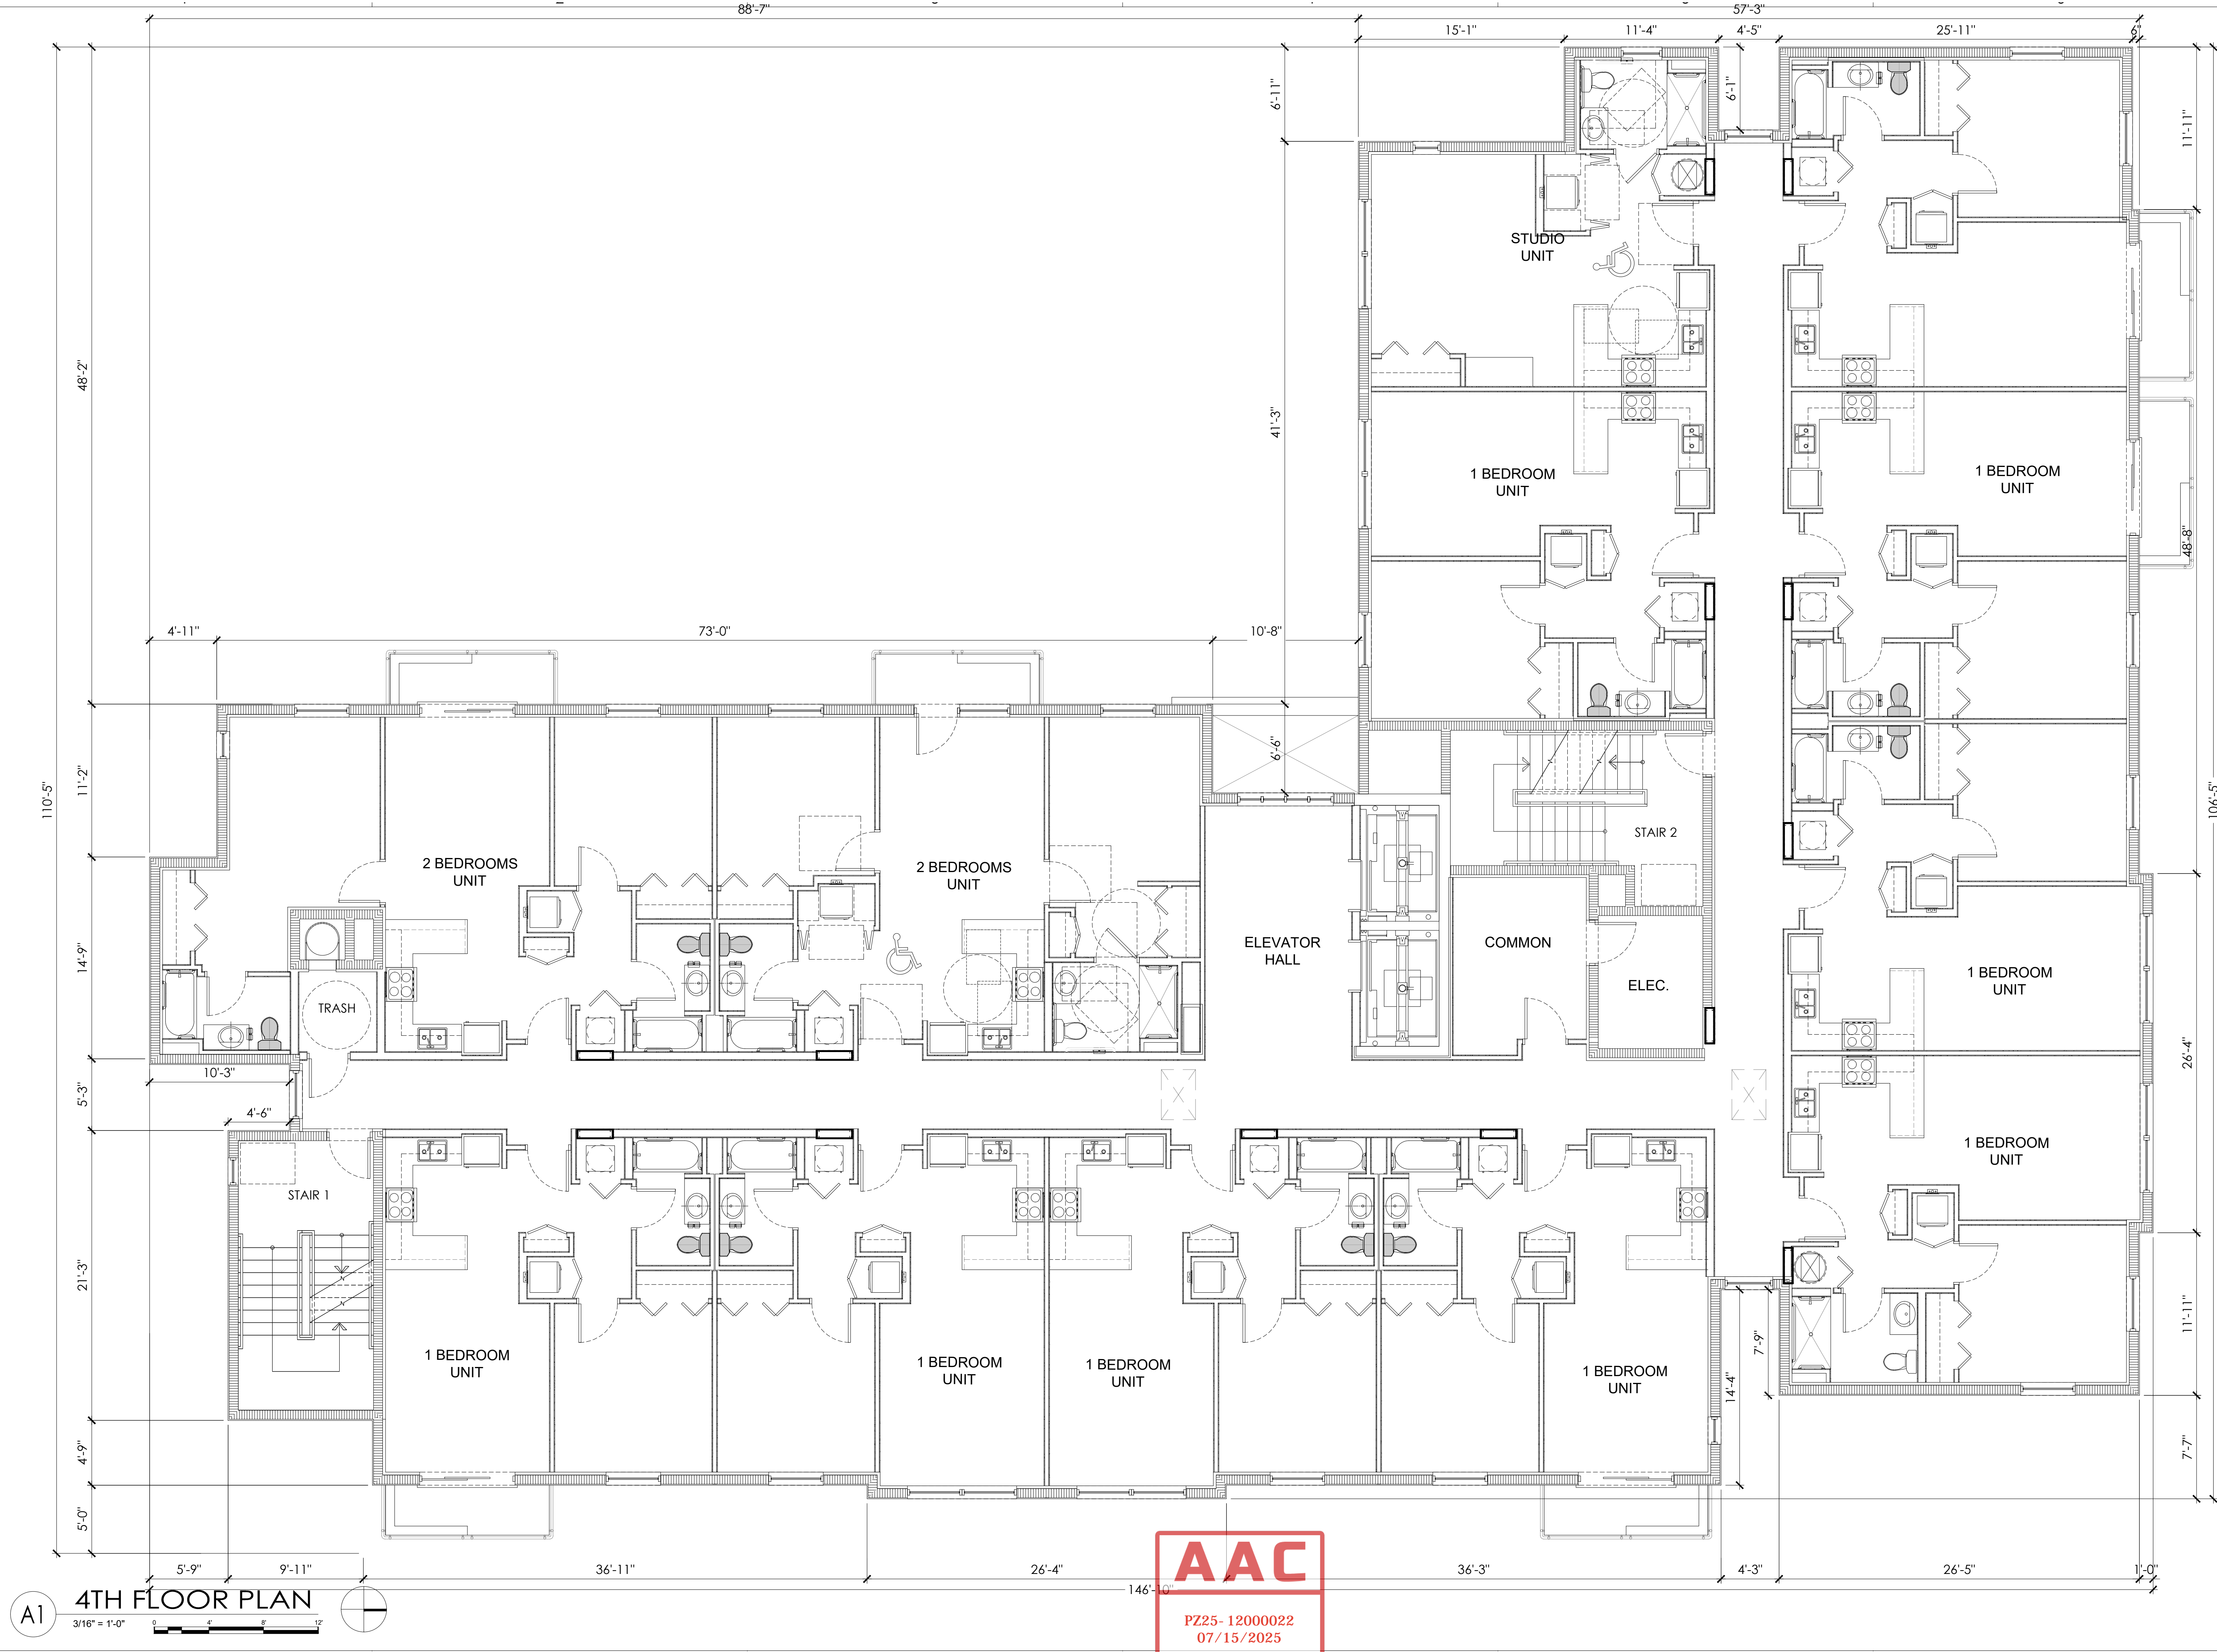 88'-7"
57'-3"
15'-1"
11'-4"
4'-5"
25'-11"
6"
6'-11"
6'-1"
11'-11"
STUDIO
UNIT
48'-2"
41'-3"
1 BEDROOM
UNIT
1 BEDROOM
UNIT
48'-8"
4'-11"
73'-0"
10'-8"
6'-6"
110'-5"
11'-2"
106'-5"
STAIR 2
2 BEDROOMS
UNIT
2 BEDROOMS
UNIT
14'-9"
ELEVATOR
HALL
COMMON
ELEC.
1 BEDROOM
UNIT
TRASH
10'-3"
5'-3"
4'-6"
26'-4"
1 BEDROOM
UNIT
STAIR 1
21'-3"
11'-11"
7'-9"
1 BEDROOM
UNIT
1 BEDROOM
UNIT
1 BEDROOM
UNIT
1 BEDROOM
UNIT
14'-4"
4'-9"
7'-7"
5'-0"
AAC
5'-9"
9'-11"
36'-11"
26'-4"
36'-3"
4'-3"
26'-5"
1'-0"
146'-10"
A1
4TH FLOOR PLAN
3/16" = 1'-0"
0 4' 8' 12'
PZ25-12000022
07/15/2025